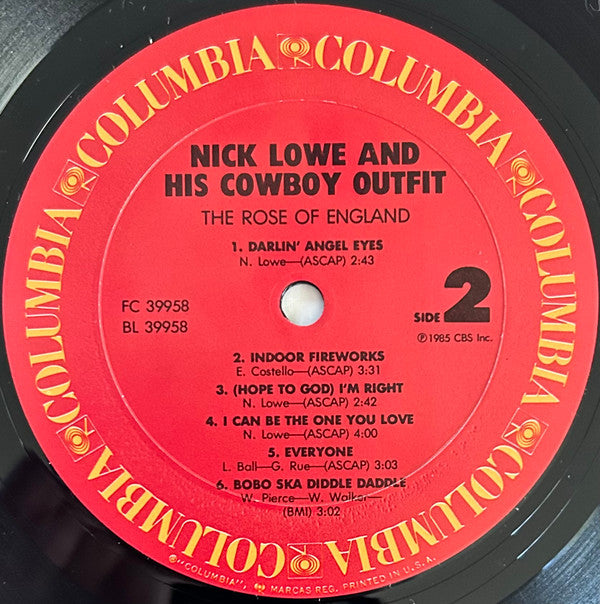 COLUMBIA COLUMBIA COLUMBIA COLUMBIA COLUMBIA COLUMBIA
NICK LOWE AND
HIS COWBOY OUTFIT
THE ROSE OF ENGLAND
1. DARLIN' ANGEL EYES
N. Lowe—(ASCAP) 2:43
FC 39958
BL 39958
SIDE 2
℗1985 CBS Inc.
2. INDOOR FIREWORKS
E. Costello—(ASCAP) 3:31
3. (HOPE TO GOD) I'M RIGHT
N. Lowe—(ASCAP) 2:42
4. I CAN BE THE ONE YOU LOVE
N. Lowe—(ASCAP) 4:00
5. EVERYONE
L. Ball—G. Rue—(ASCAP) 3:03
6. BOBO SKA DIDDLE DADDLE
W. Pierce—W. Walker—
(BMI) 3:02
®"COLUMBIA", MARCAS REG. PRINTED IN U.S.A.